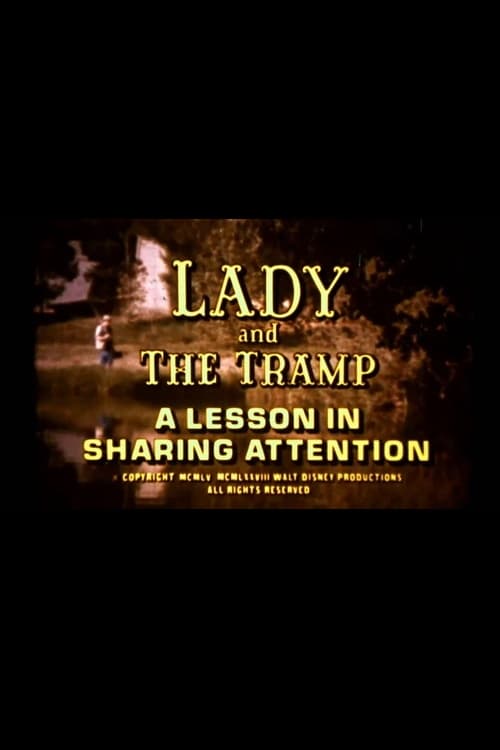 LADY
and
THE TRAMP
A LESSON IN
SHARING ATTENTION
© COPYRIGHT MCMLV MCMLXXVIII WALT DISNEY PRODUCTIONS
ALL RIGHTS RESERVED